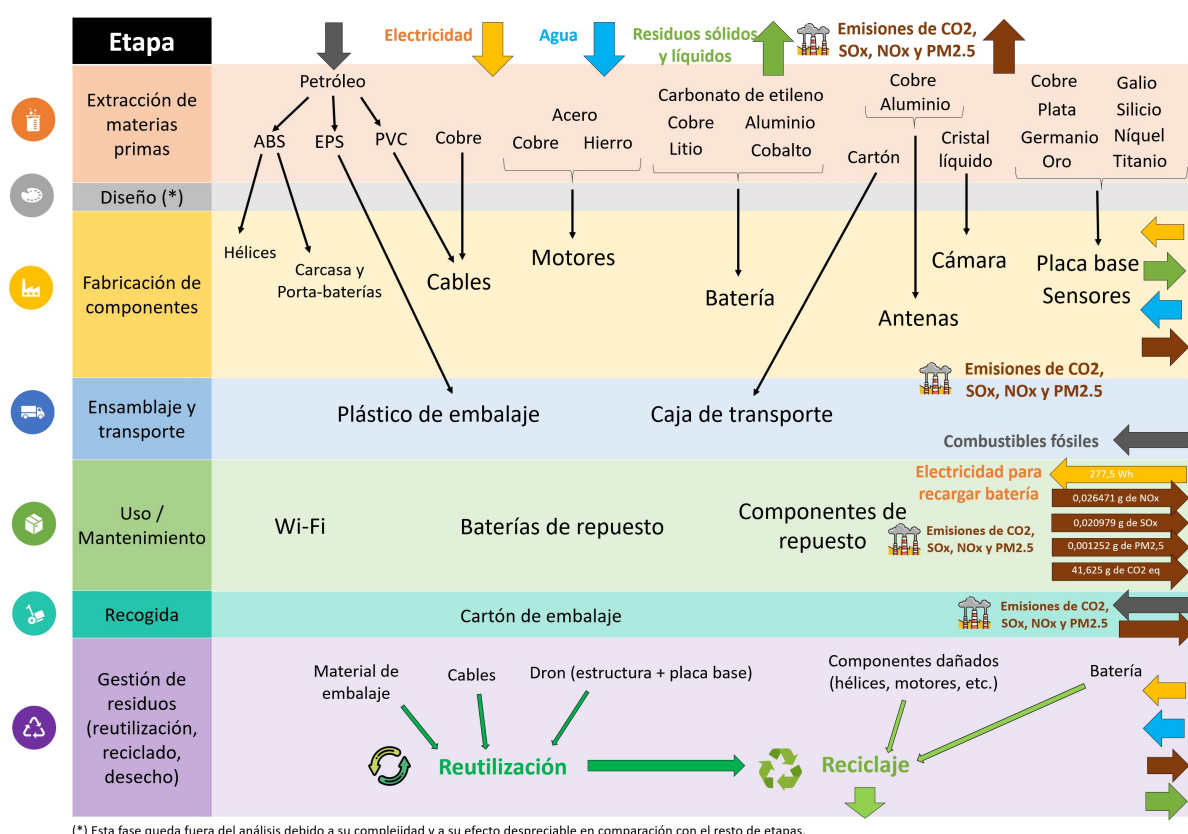 Etapa
Electricidad
Agua
Residuos sólidos
y líquidos
Emisiones de CO2,
SOx, NOx y PM2.5
Extracción de
materias
primas
Petróleo
ABS
EPS
PVC
Cobre
Acero
Cobre
Hierro
Carbonato de etileno
Cobre
Aluminio
Litio
Cobalto
Cobre
Aluminio
Cartón
Cristal
líquido
Cobre
Galio
Plata
Silicio
Germanio
Níquel
Oro
Titanio
Diseño (*)
Fabricación de
componentes
Hélices
Carcasa y
Porta-baterías
Cables
Motores
Batería
Antenas
Cámara
Placa base
Sensores
Emisiones de CO2,
SOx, NOx y PM2.5
Ensamblaje y
transporte
Plástico de embalaje
Caja de transporte
Combustibles fósiles
Uso /
Mantenimiento
Wi-Fi
Baterías de repuesto
Componentes de
repuesto
Electricidad para
recargar batería
277,5 Wh
Emisiones de CO2,
SOx, NOx y PM2.5
0,026471 g de NOx
0,020979 g de SOx
0,001252 g de PM2,5
41,625 g de CO2 eq
Recogida
Cartón de embalaje
Emisiones de CO2,
SOx, NOx y PM2.5
Gestión de
residuos
(reutilización,
reciclado,
desecho)
Material de
embalaje
Cables
Dron (estructura + placa base)
Componentes dañados
(hélices, motores, etc.)
Batería
Reutilización
Reciclaje
(*) Esta fase queda fuera del análisis debido a su complejidad y a su efecto despreciable en comparación con el resto de etapas.